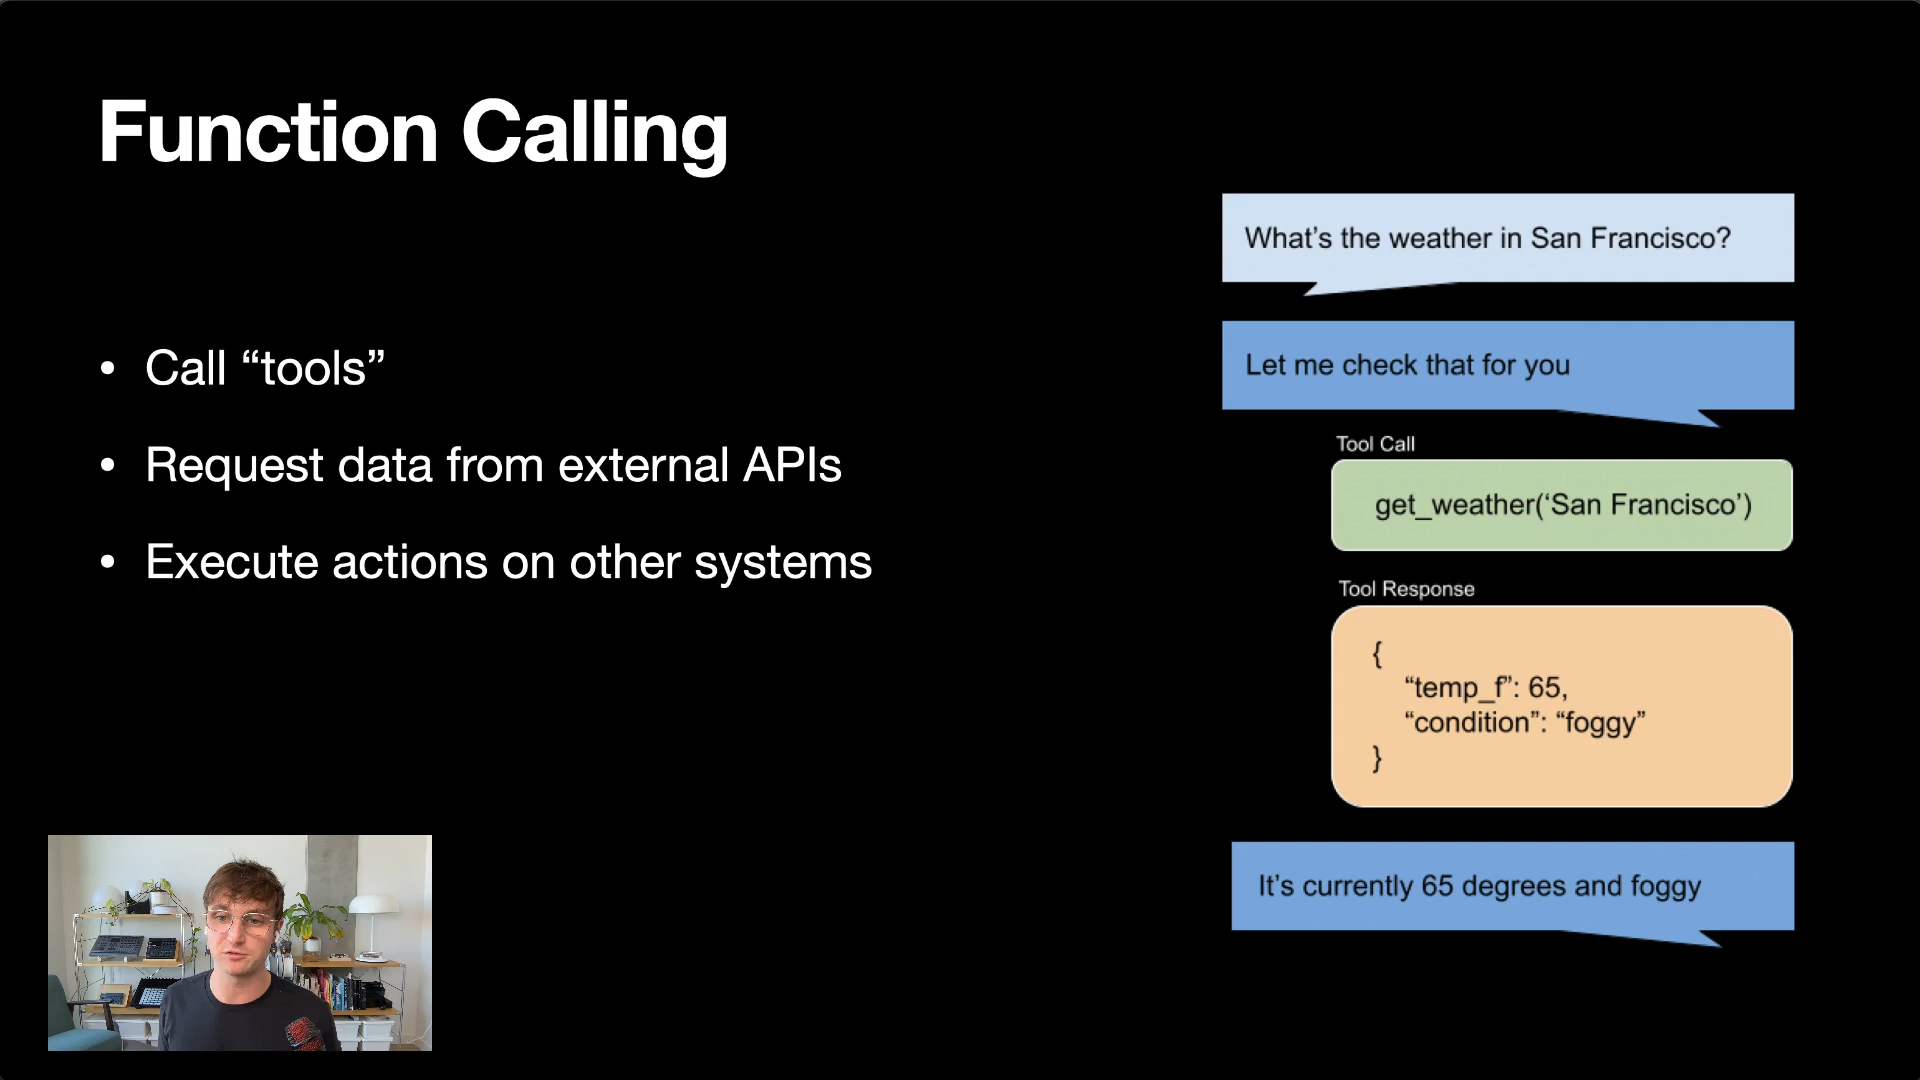 Function Calling
• Call “tools”
• Request data from external APIs
• Execute actions on other systems
What’s the weather in San Francisco?
Let me check that for you
Tool Call
get_weather(‘San Francisco’)
Tool Response
{
“temp_f”: 65,
“condition”: “foggy”
}
It’s currently 65 degrees and foggy